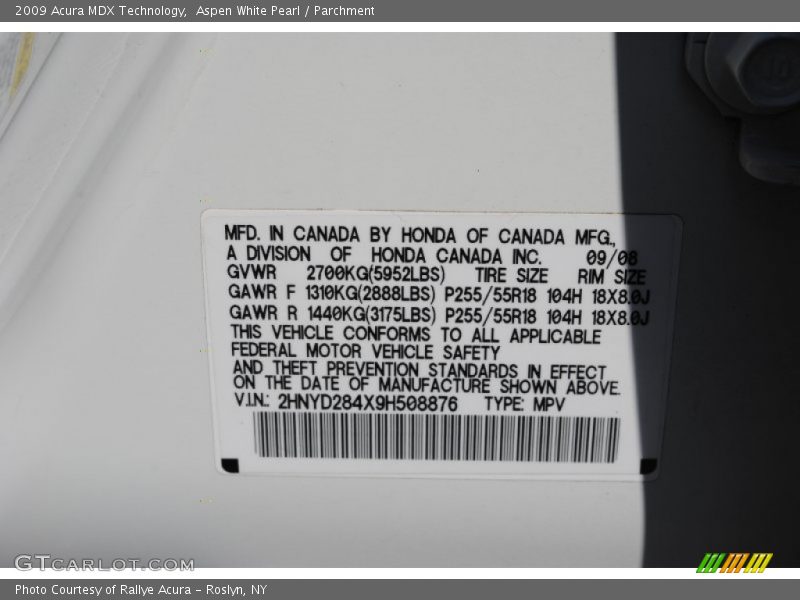 2009 Acura MDX Technology, Aspen White Pearl / Parchment
MFD. IN CANADA BY HONDA OF CANADA MFG.,
A DIVISION OF HONDA CANADA INC. 09/08
GVWR 2700KG(5952LBS) TIRE SIZE RIM SIZE
GAWR F 1310KG(2888LBS) P255/55R18 104H 18X8.0J
GAWR R 1440KG(3175LBS) P255/55R18 104H 18X8.0J
THIS VEHICLE CONFORMS TO ALL APPLICABLE
FEDERAL MOTOR VEHICLE SAFETY
AND THEFT PREVENTION STANDARDS IN EFFECT
ON THE DATE OF MANUFACTURE SHOWN ABOVE.
V.I.N.: 2HNYD284X9H508876 TYPE: MPV
GTCARLOT.COM
Photo Courtesy of Rallye Acura - Roslyn, NY